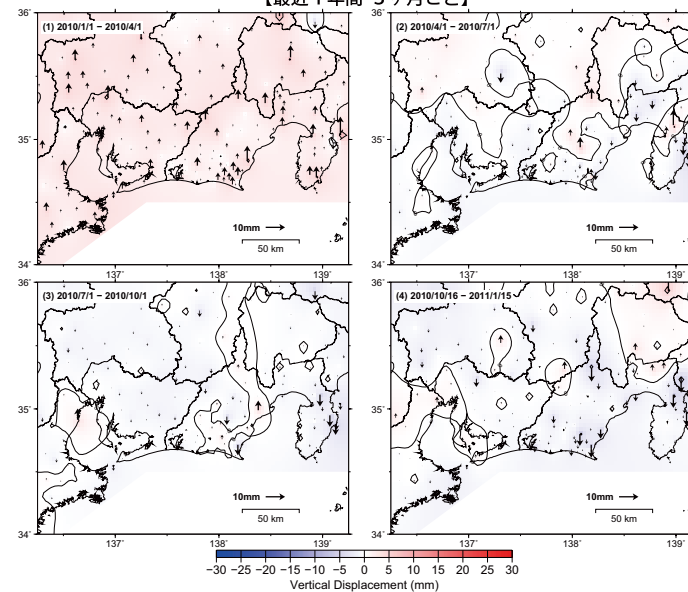 【最近1年間 3ヶ月ごと】
36°
(1) 2010/1/1 − 2010/4/1
35°
10mm
50 km
34°
137°
138°
139°
36°
(2) 2010/4/1 − 2010/7/1
35°
10mm
50 km
34°
137°
138°
139°
36°
(3) 2010/7/1 − 2010/10/1
35°
10mm
50 km
34°
137°
138°
139°
36°
(4) 2010/10/16 − 2011/1/15
35°
10mm
50 km
34°
137°
138°
139°
−30 −25 −20 −15 −10 −5 0 5 10 15 20 25 30
Vertical Displacement (mm)